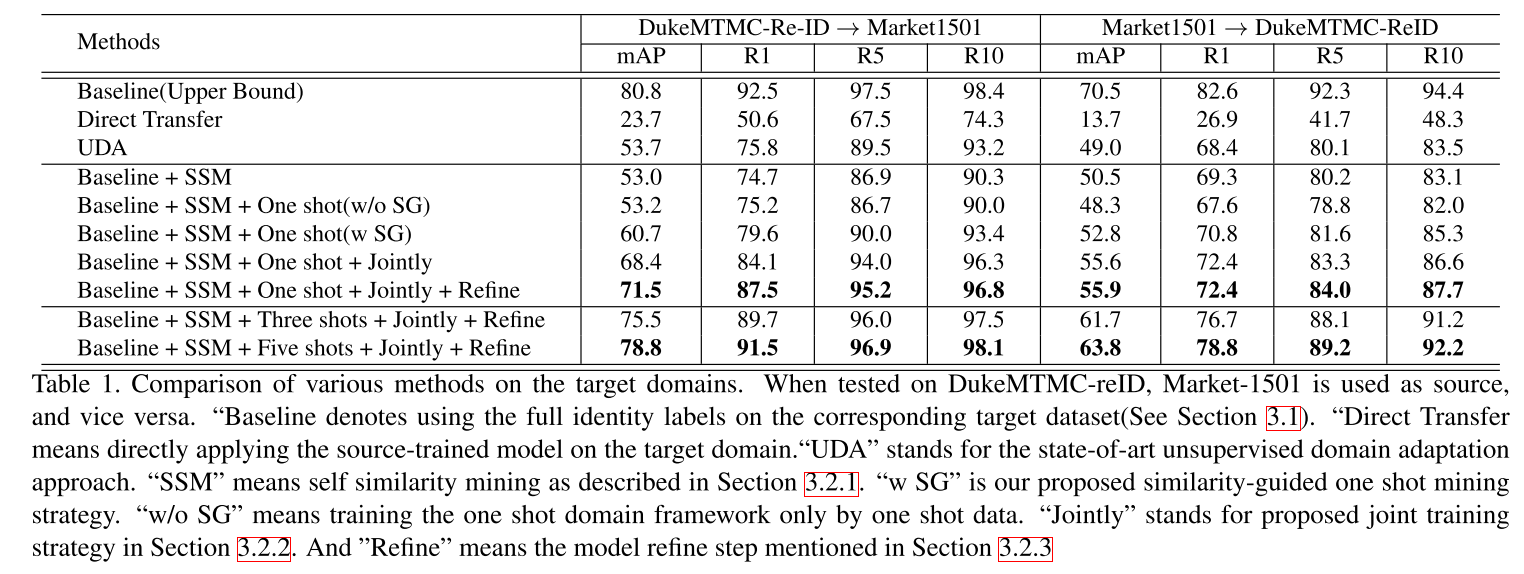 Methods DukeMTMC-Re-ID → Market1501 Market1501 → DukeMTMC-ReID
mAP R1 R5 R10 mAP R1 R5 R10
Baseline(Upper Bound) 80.8 92.5 97.5 98.4 70.5 82.6 92.3 94.4
Direct Transfer 23.7 50.6 67.5 74.3 13.7 26.9 41.7 48.3
UDA 53.7 75.8 89.5 93.2 49.0 68.4 80.1 83.5
Baseline + SSM 53.0 74.7 86.9 90.3 50.5 69.3 80.2 83.1
Baseline + SSM + One shot(w/o SG) 53.2 75.2 86.7 90.0 48.3 67.6 78.8 82.0
Baseline + SSM + One shot(w SG) 60.7 79.6 90.0 93.4 52.8 70.8 81.6 85.3
Baseline + SSM + One shot + Jointly 68.4 84.1 94.0 96.3 55.6 72.4 83.3 86.6
Baseline + SSM + One shot + Jointly + Refine 71.5 87.5 95.2 96.8 55.9 72.4 84.0 87.7
Baseline + SSM + Three shots + Jointly + Refine 75.5 89.7 96.0 97.5 61.7 76.7 88.1 91.2
Baseline + SSM + Five shots + Jointly + Refine 78.8 91.5 96.9 98.1 63.8 78.8 89.2 92.2
Table 1. Comparison of various methods on the target domains. When tested on DukeMTMC-reID, Market-1501 is used as source,
and vice versa. “Baseline denotes using the full identity labels on the corresponding target dataset(See Section 3.1). “Direct Transfer
means directly applying the source-trained model on the target domain.“UDA” stands for the state-of-art unsupervised domain adaptation
approach. “SSM” means self similarity mining as described in Section 3.2.1. “w SG” is our proposed similarity-guided one shot mining
strategy. “w/o SG” means training the one shot domain framework only by one shot data. “Jointly” stands for proposed joint training
strategy in Section 3.2.2. And ”Refine” means the model refine step mentioned in Section 3.2.3